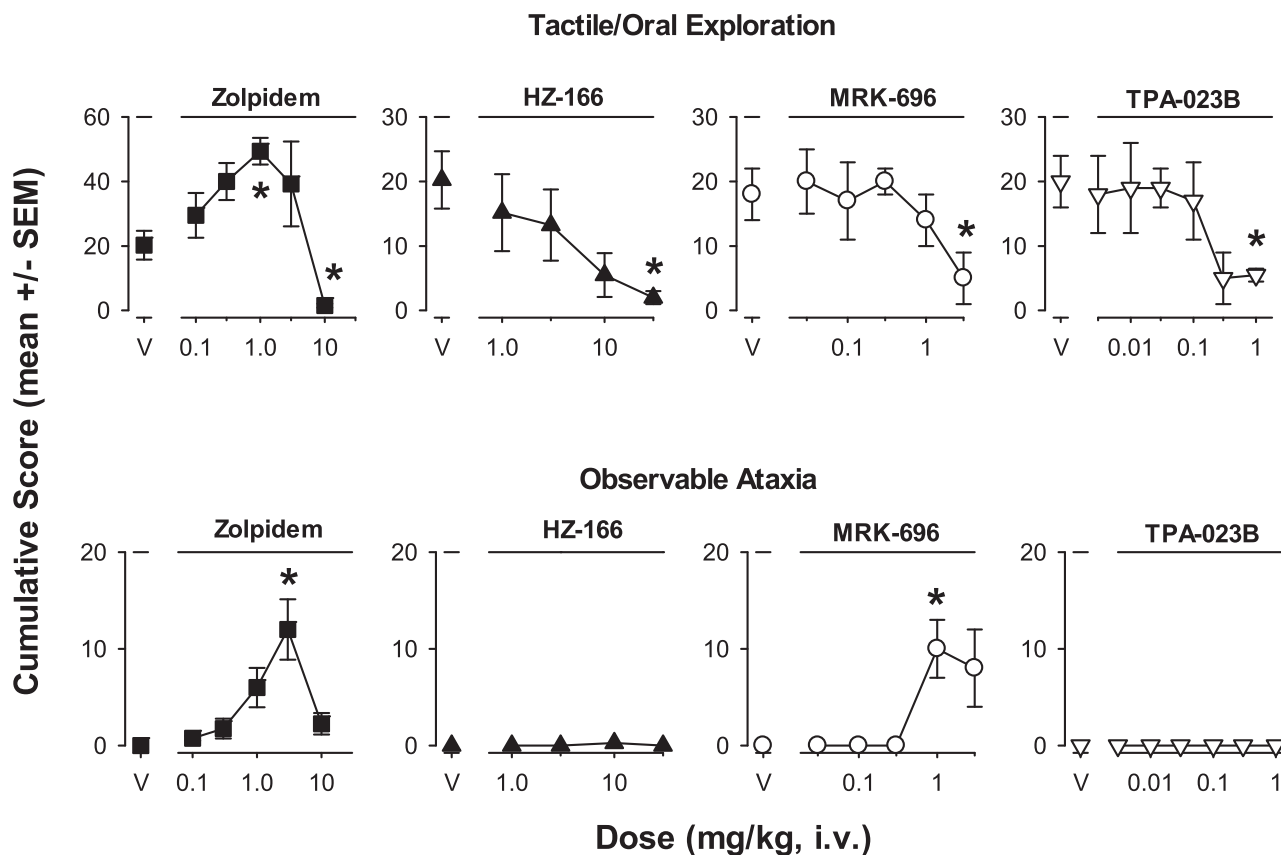 Tactile/Oral Exploration
Zolpidem HZ-166 MRK-696 TPA-023B
60 30 30 30
40 20 20 20
20 10 10 10
0 0 0 0
V 0.1 1.0 10 V 1.0 10 V 0.1 1 V 0.01 0.1 1
* * * * *
Cumulative Score (mean +/- SEM)
Observable Ataxia
Zolpidem HZ-166 MRK-696 TPA-023B
20 20 20 20
* *
10 10 10 10
0 0 0 0
V 0.1 1.0 10 V 1.0 10 V 0.1 1 V 0.01 0.1 1
Dose (mg/kg, i.v.)